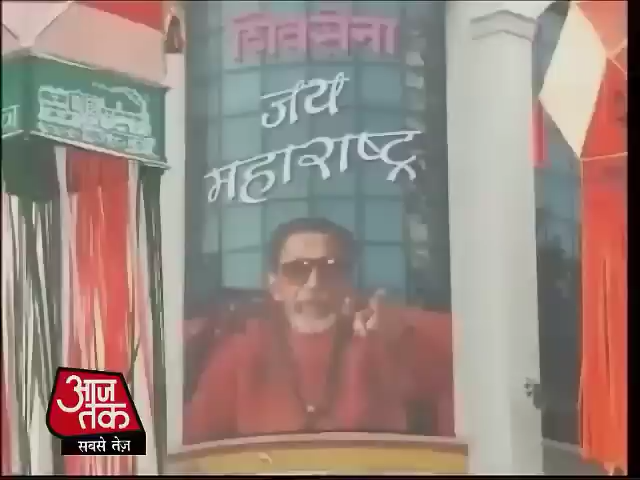 शिवसेना
जय
महाराष्ट्र
आज
तक
सबसे तेज़